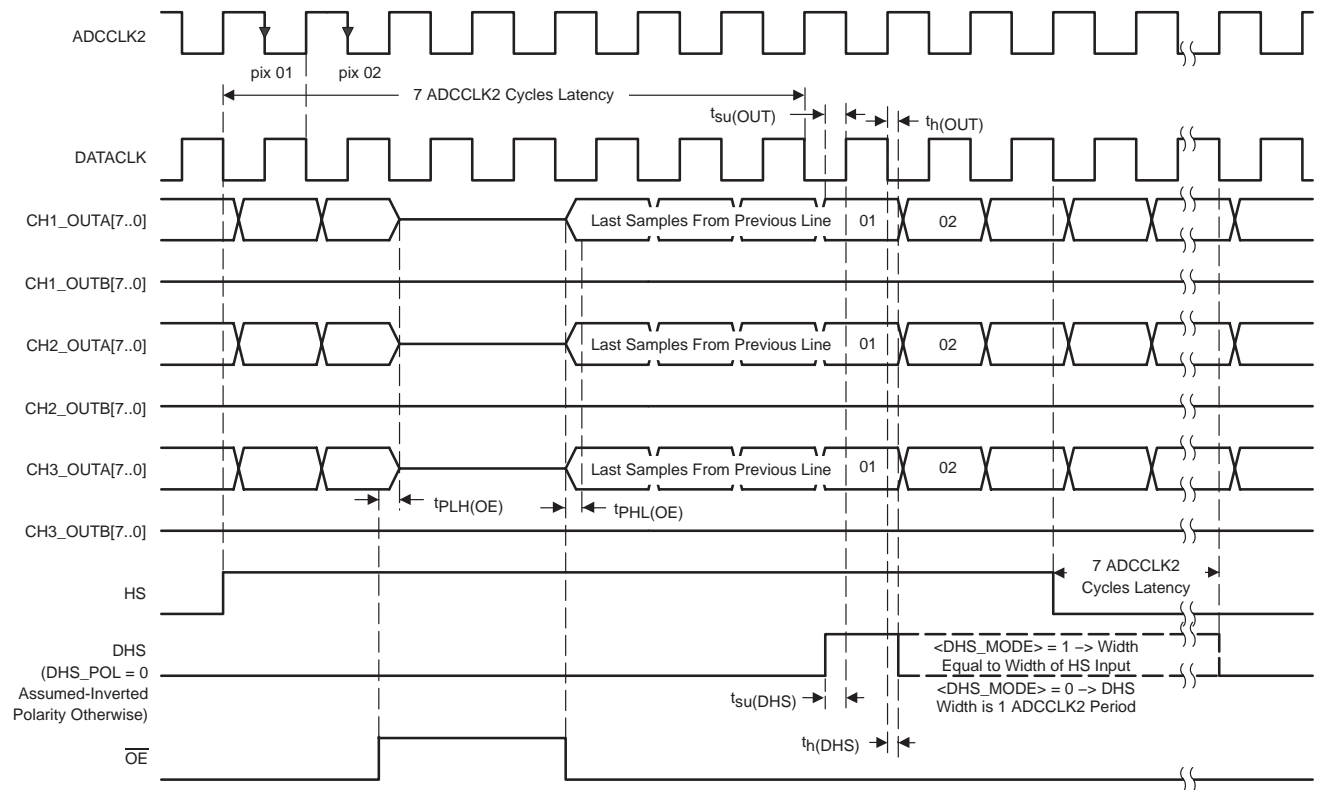 ADCCLK2
pix 01
pix 02
7 ADCCLK2 Cycles Latency
tsu(OUT)
th(OUT)
DATACLK
CH1_OUTA[7..0]
Last Samples From Previous Line
01
02
CH1_OUTB[7..0]
CH2_OUTA[7..0]
Last Samples From Previous Line
01
02
CH2_OUTB[7..0]
CH3_OUTA[7..0]
Last Samples From Previous Line
01
02
tPLH(OE)
tPHL(OE)
CH3_OUTB[7..0]
HS
7 ADCCLK2
Cycles Latency
DHS
(DHS_POL = 0
Assumed-Inverted
Polarity Otherwise)
<DHS_MODE> = 1 –> Width
Equal to Width of HS Input
<DHS_MODE> = 0 –> DHS
Width is 1 ADCCLK2 Period
tsu(DHS)
th(DHS)
OE